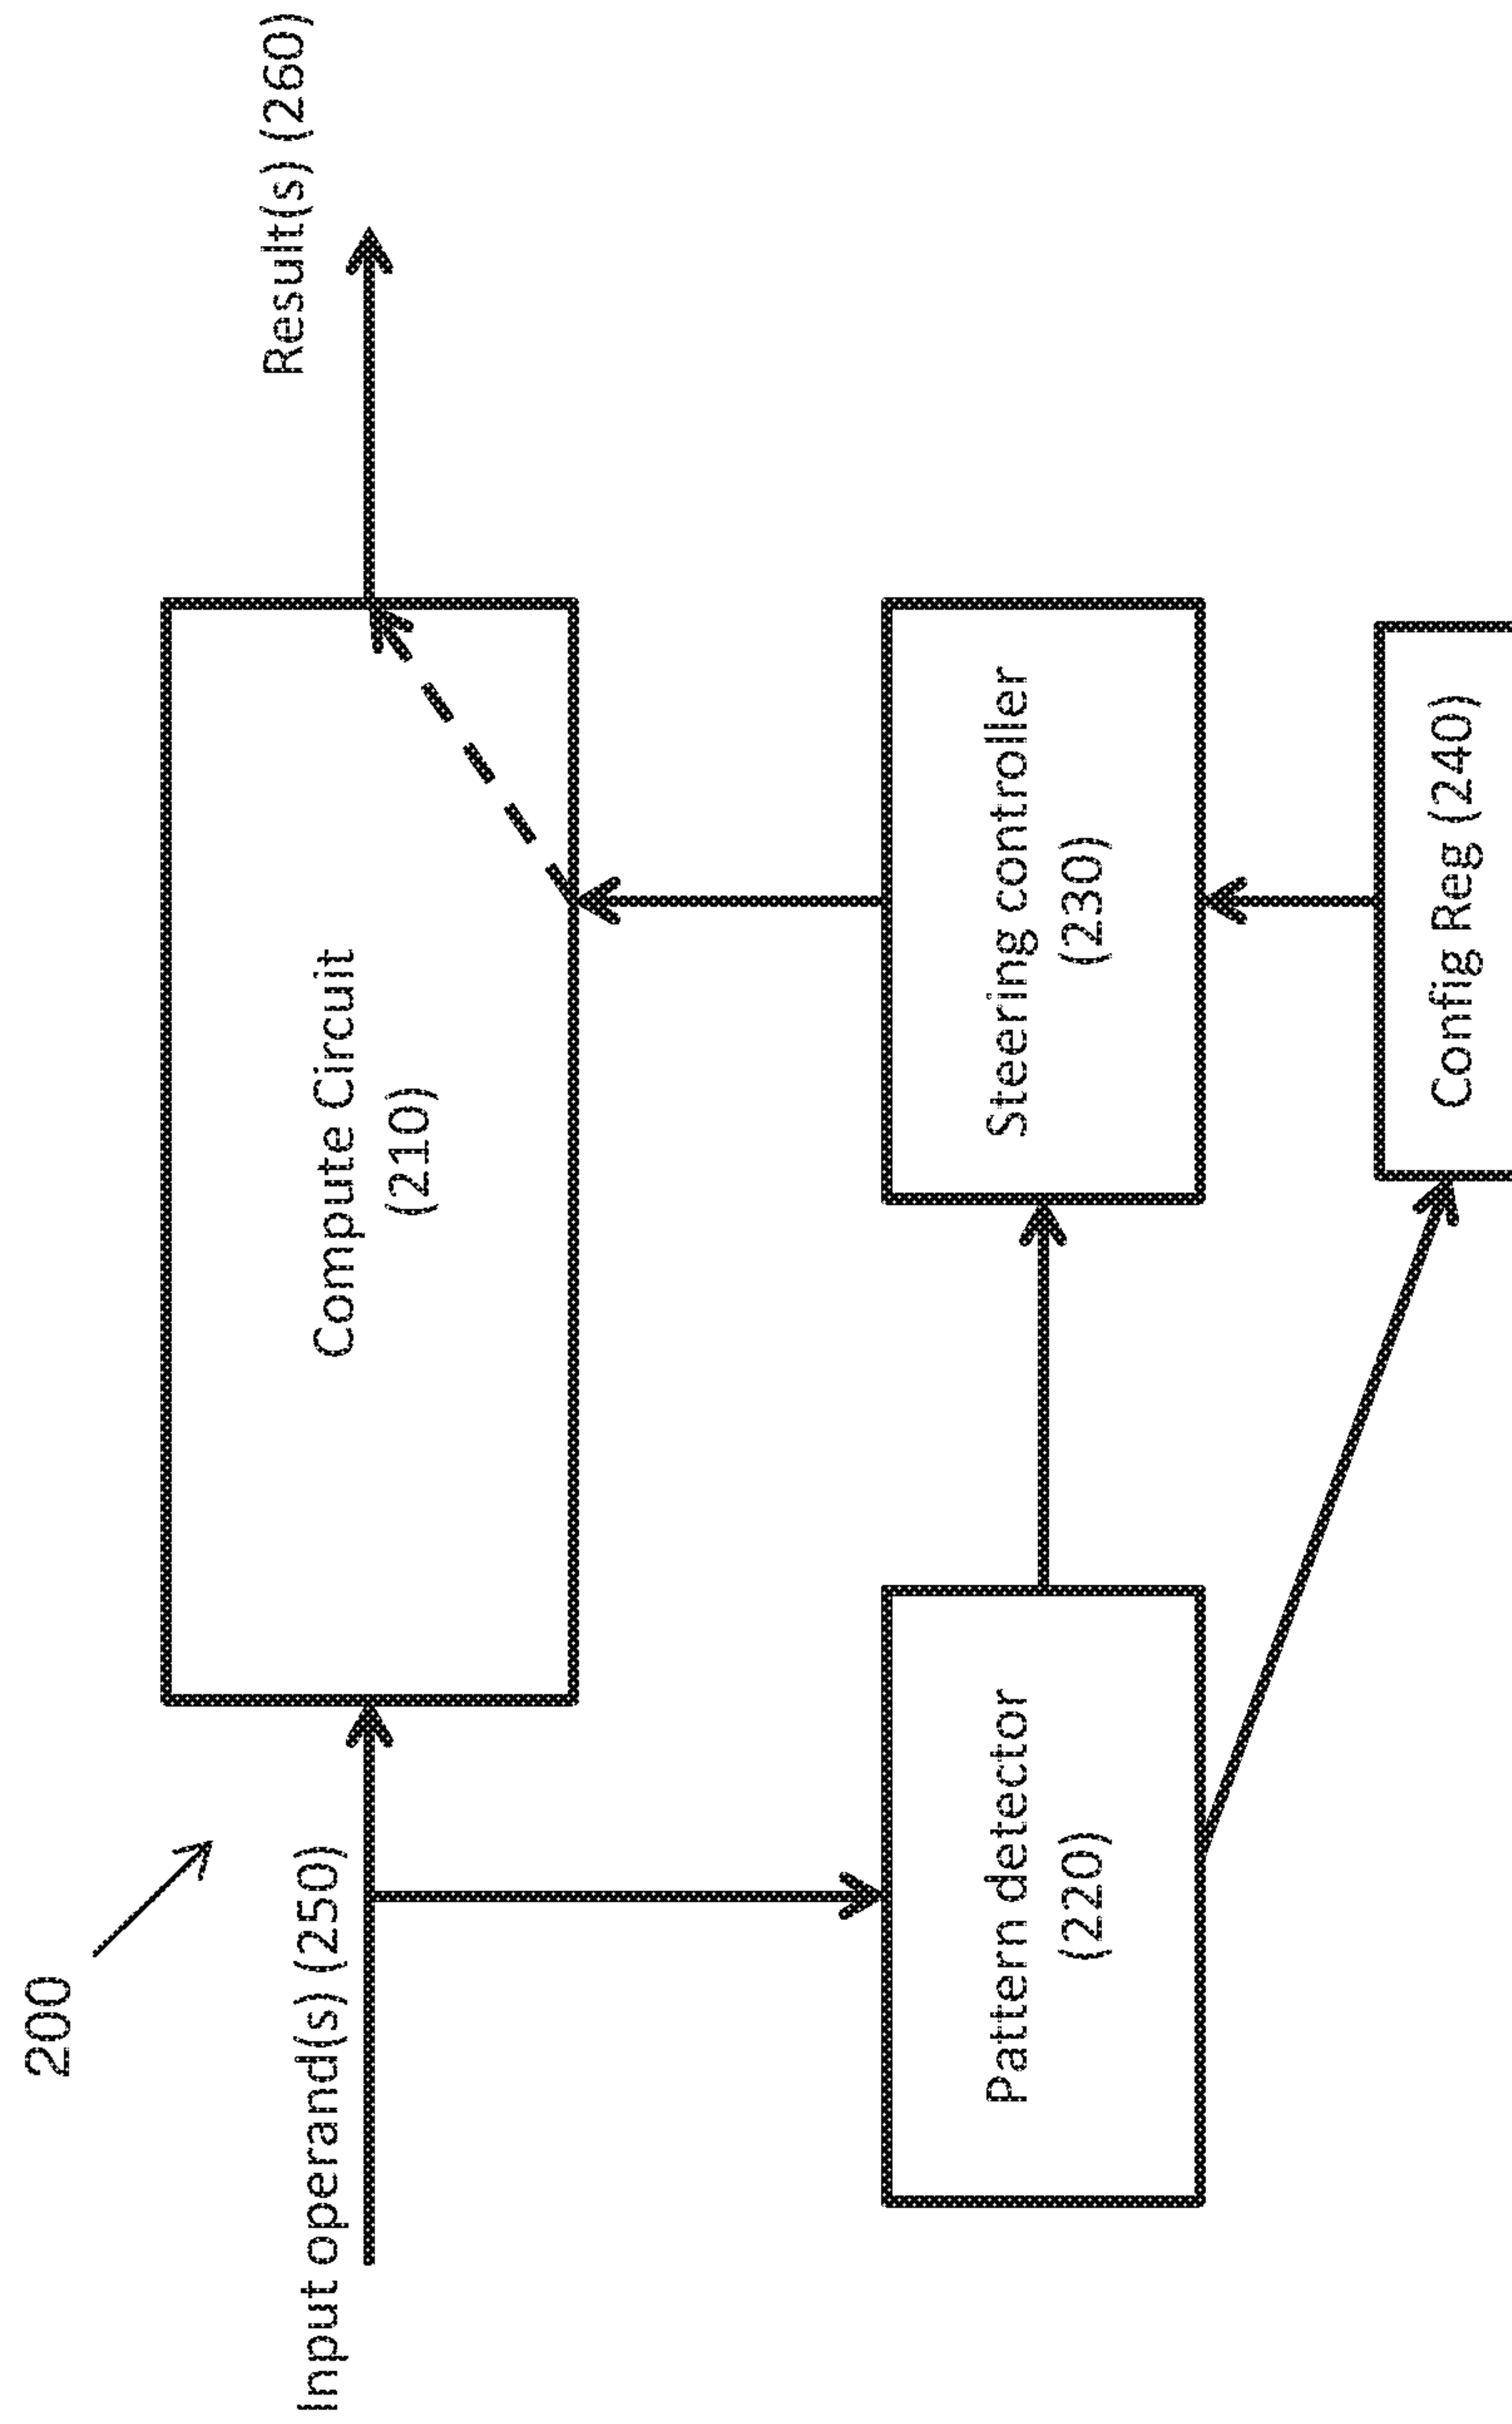 200
Input operand(s) (250)
Compute Circuit
(210)
Result(s) (260)
Pattern detector
(220)
Steering controller
(230)
Config Reg (240)